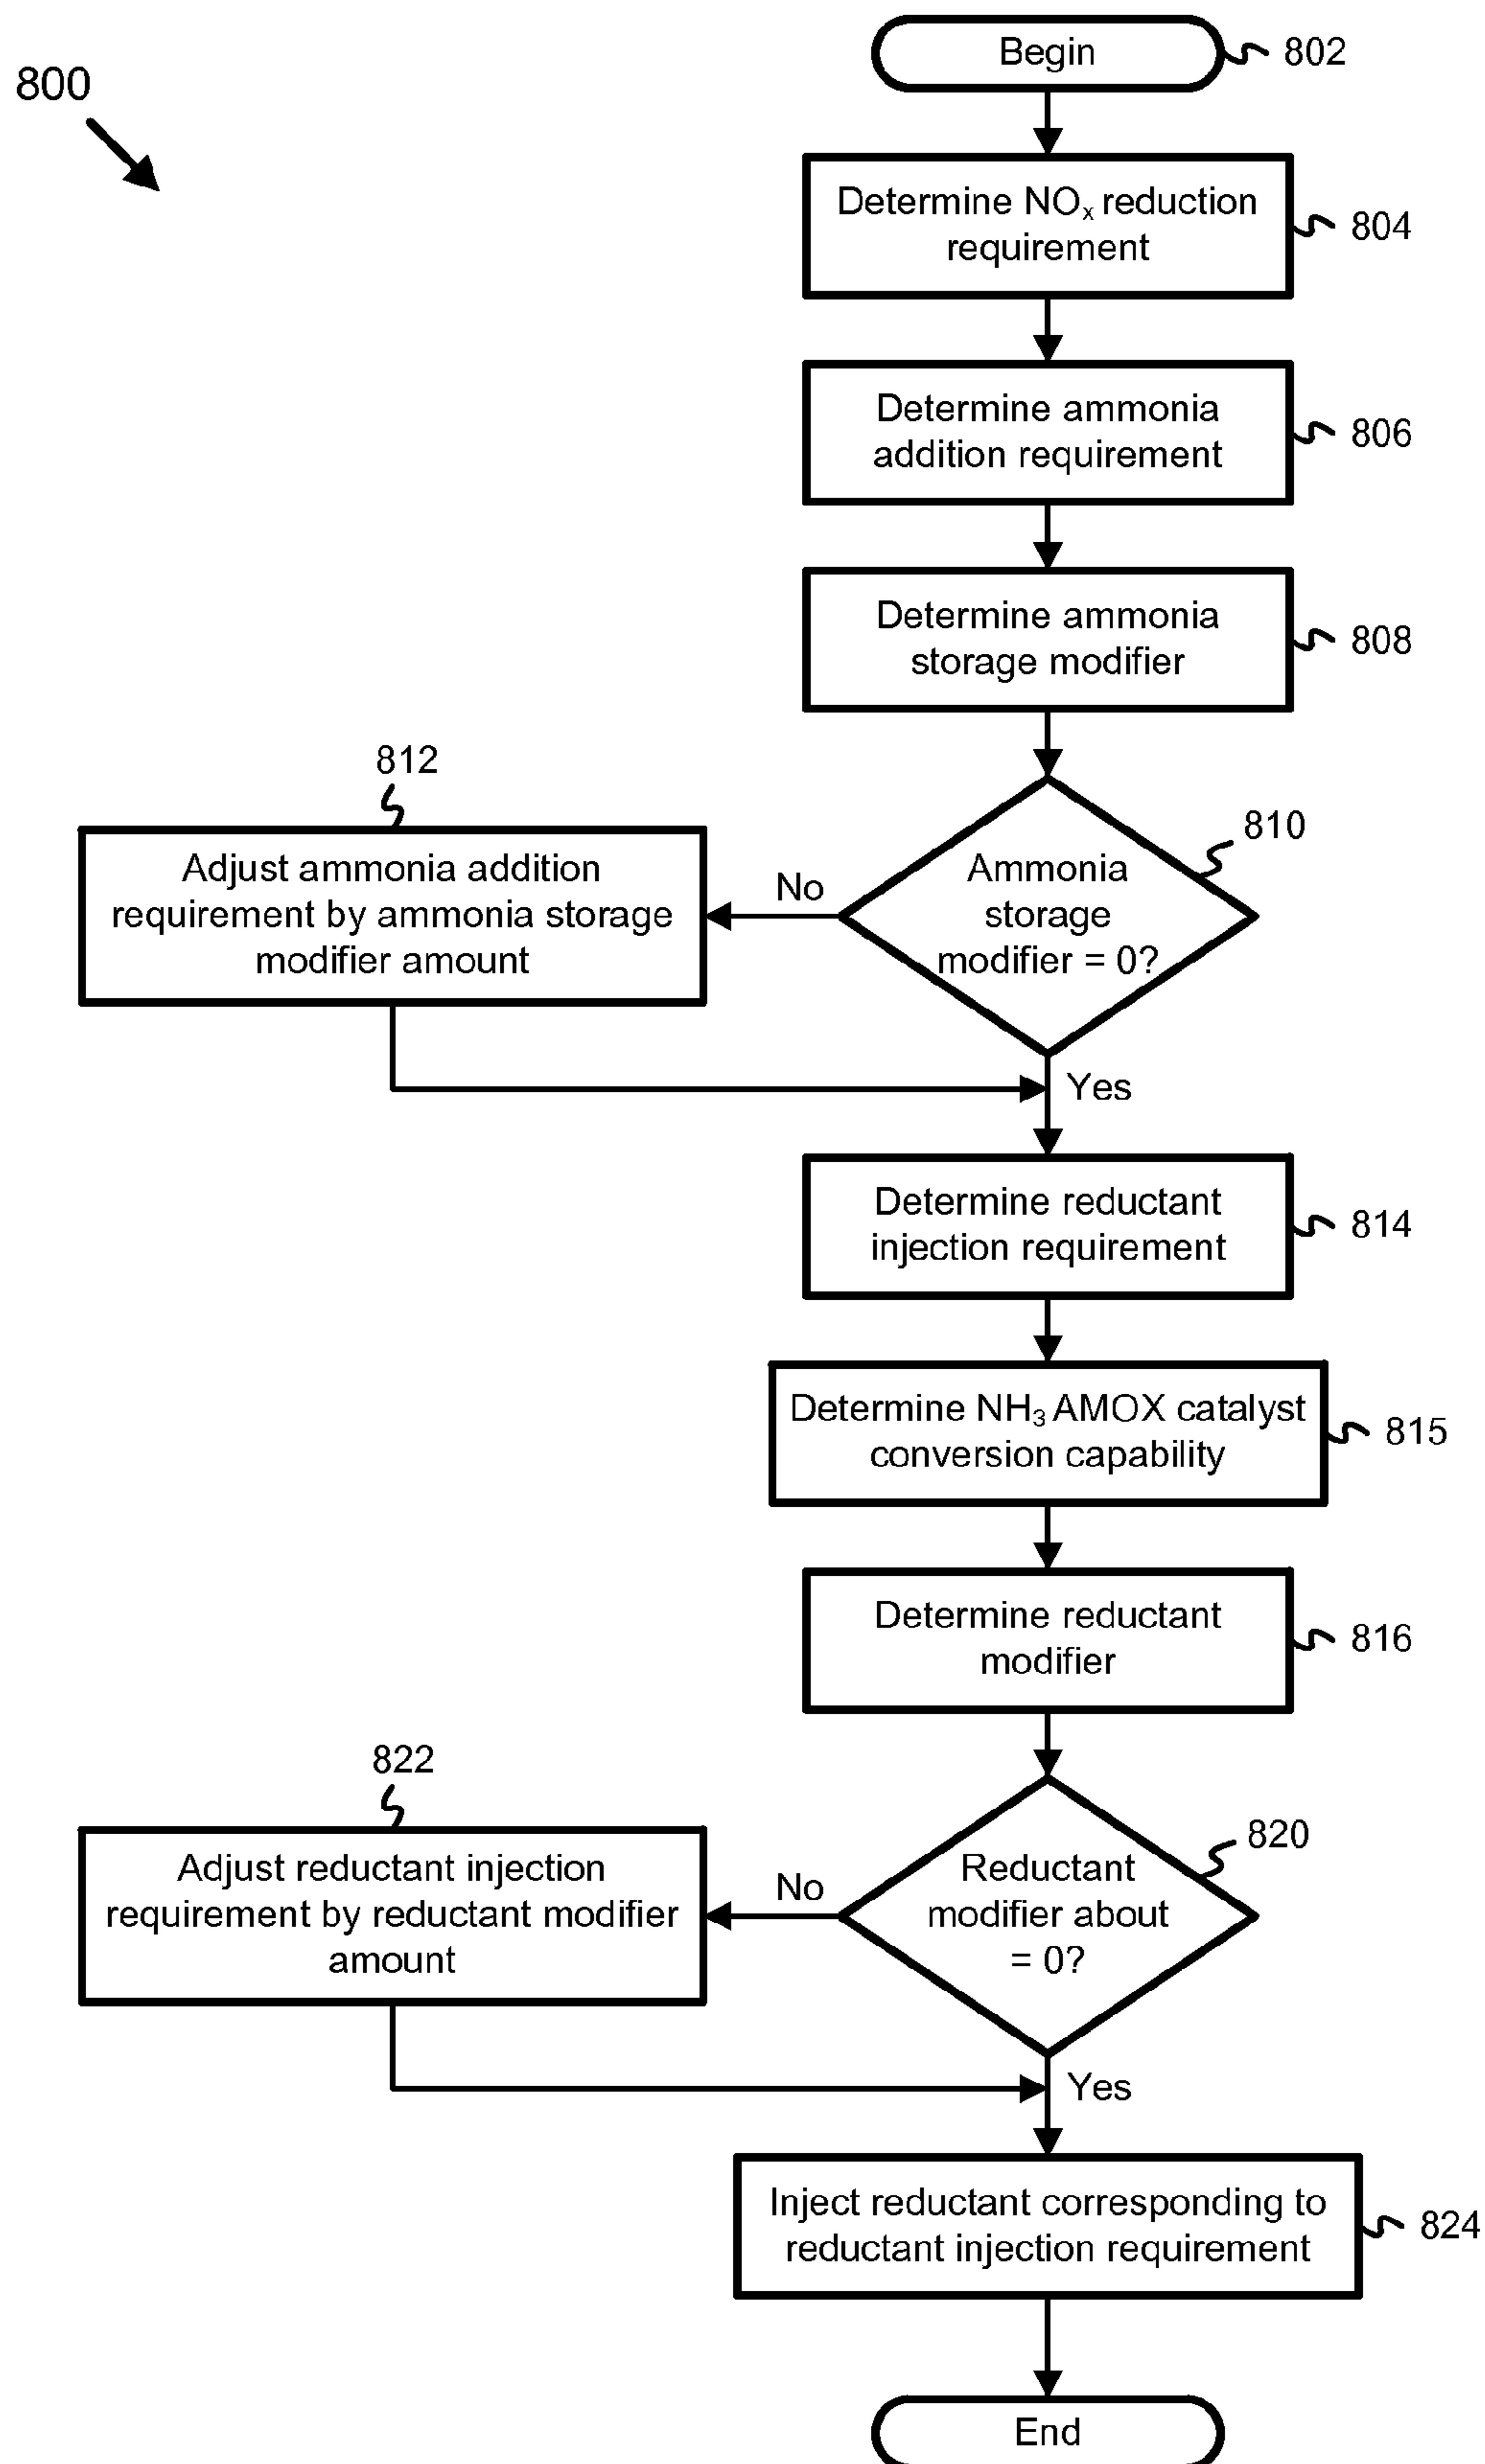 800
Begin
802
Determine NOx reduction
requirement
804
Determine ammonia
addition requirement
806
Determine ammonia
storage modifier
808
812
Adjust ammonia addition
requirement by ammonia storage
modifier amount
No
Ammonia
storage
modifier = 0?
810
Yes
Determine reductant
injection requirement
814
Determine NH3 AMOX catalyst
conversion capability
815
Determine reductant
modifier
816
822
Adjust reductant injection
requirement by reductant modifier
amount
No
Reductant
modifier about
= 0?
820
Yes
Inject reductant corresponding to
reductant injection requirement
824
End